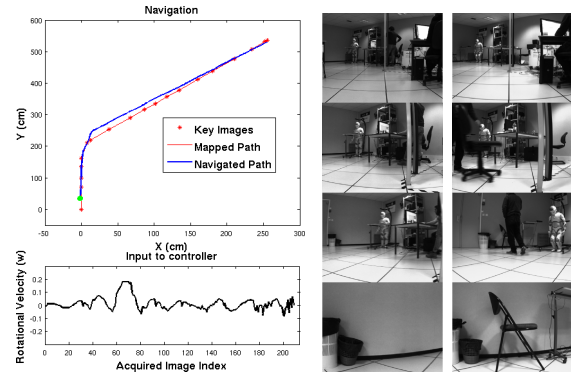 Navigation
600
500
400
300
200
100
0
Y (cm)
Key Images
Mapped Path
Navigated Path
-50 0 50 100 150 200 250 300
X (cm)
Input to controller
0.2
0.1
0
-0.1
-0.2
Rotational Velocity (w)
0 20 40 60 80 100 120 140 160 180 200
Acquired Image Index